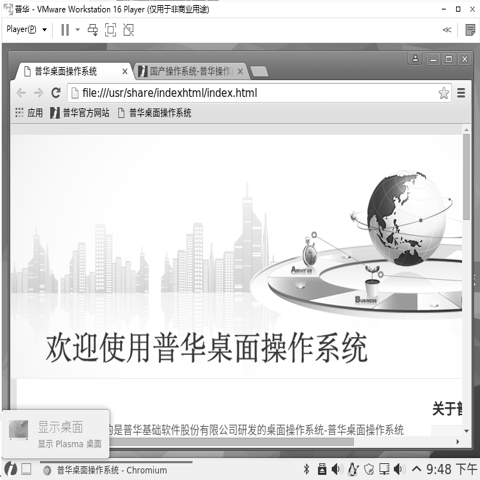 普华 - VMware Workstation 16 Player (仅用于非商业用途)
Player(P)
普华桌面操作系统
国产操作系统-普华操作
file:///usr/share/indexhtml/index.html
应用 普华官方网站 普华桌面操作系统
ABOUT US
BUSINESS
欢迎使用普华桌面操作系统
关于普
的是普华基础软件股份有限公司研发的桌面操作系统-普华桌面操作系统
显示桌面
显示 Plasma 桌面
普华桌面操作系统 - Chromium
9:48 下午